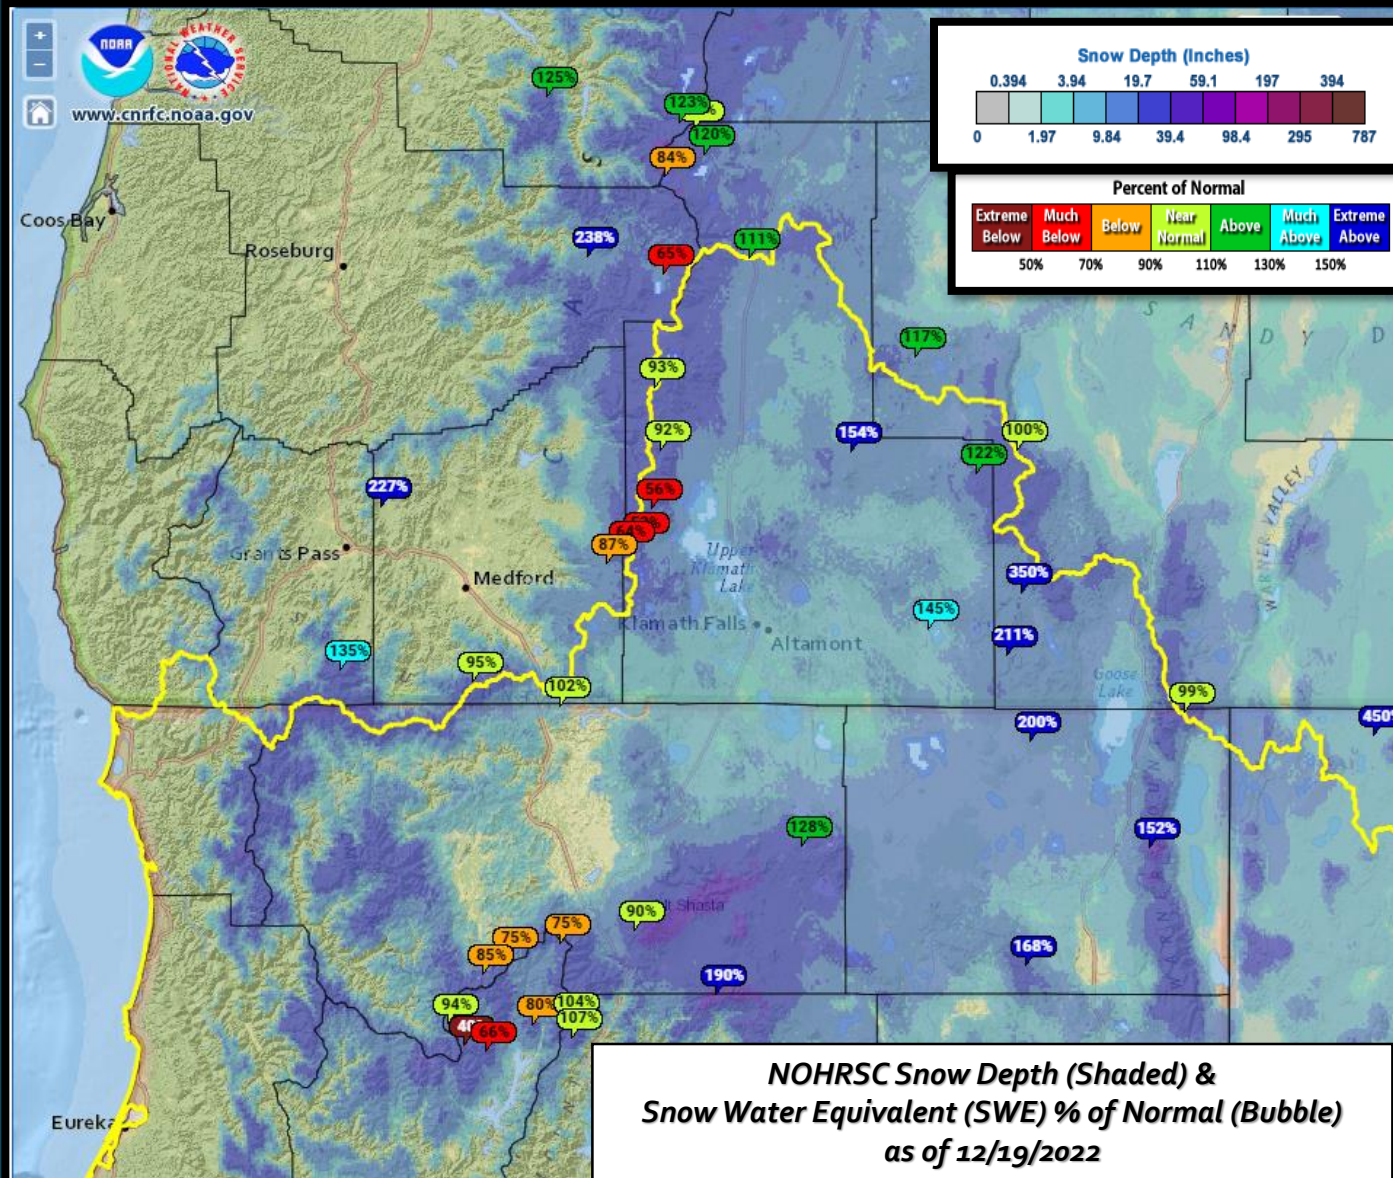 +
−
NOAA
NATIONAL WEATHER SERVICE
www.cnrfc.noaa.gov
Snow Depth (Inches)
0.394 3.94 19.7 59.1 197 394
0 1.97 9.84 39.4 98.4 295 787
Percent of Normal
Extreme Below Much Below Below Near Normal Above Much Above Extreme Above
50% 70% 90% 110% 130% 150%
125%
123%
120%
84%
Coos Bay
Roseburg
238%
65%
111%
SANDY D
117%
93%
92%
154%
100%
122%
C A
WARNER VALLEY
227%
56%
64%
87%
Grants Pass
Upper
Klamath
Lake
Medford
350%
145%
Klamath Falls
Altamont
211%
135%
95%
102%
Goose
Lake
99%
200%
450%
128%
152%
90%
Mt Shasta
75%
75%
85%
168%
190%
94%
80%
104%
107%
66%
Eureka
NOHRSC Snow Depth (Shaded) &
Snow Water Equivalent (SWE) % of Normal (Bubble)
as of 12/19/2022